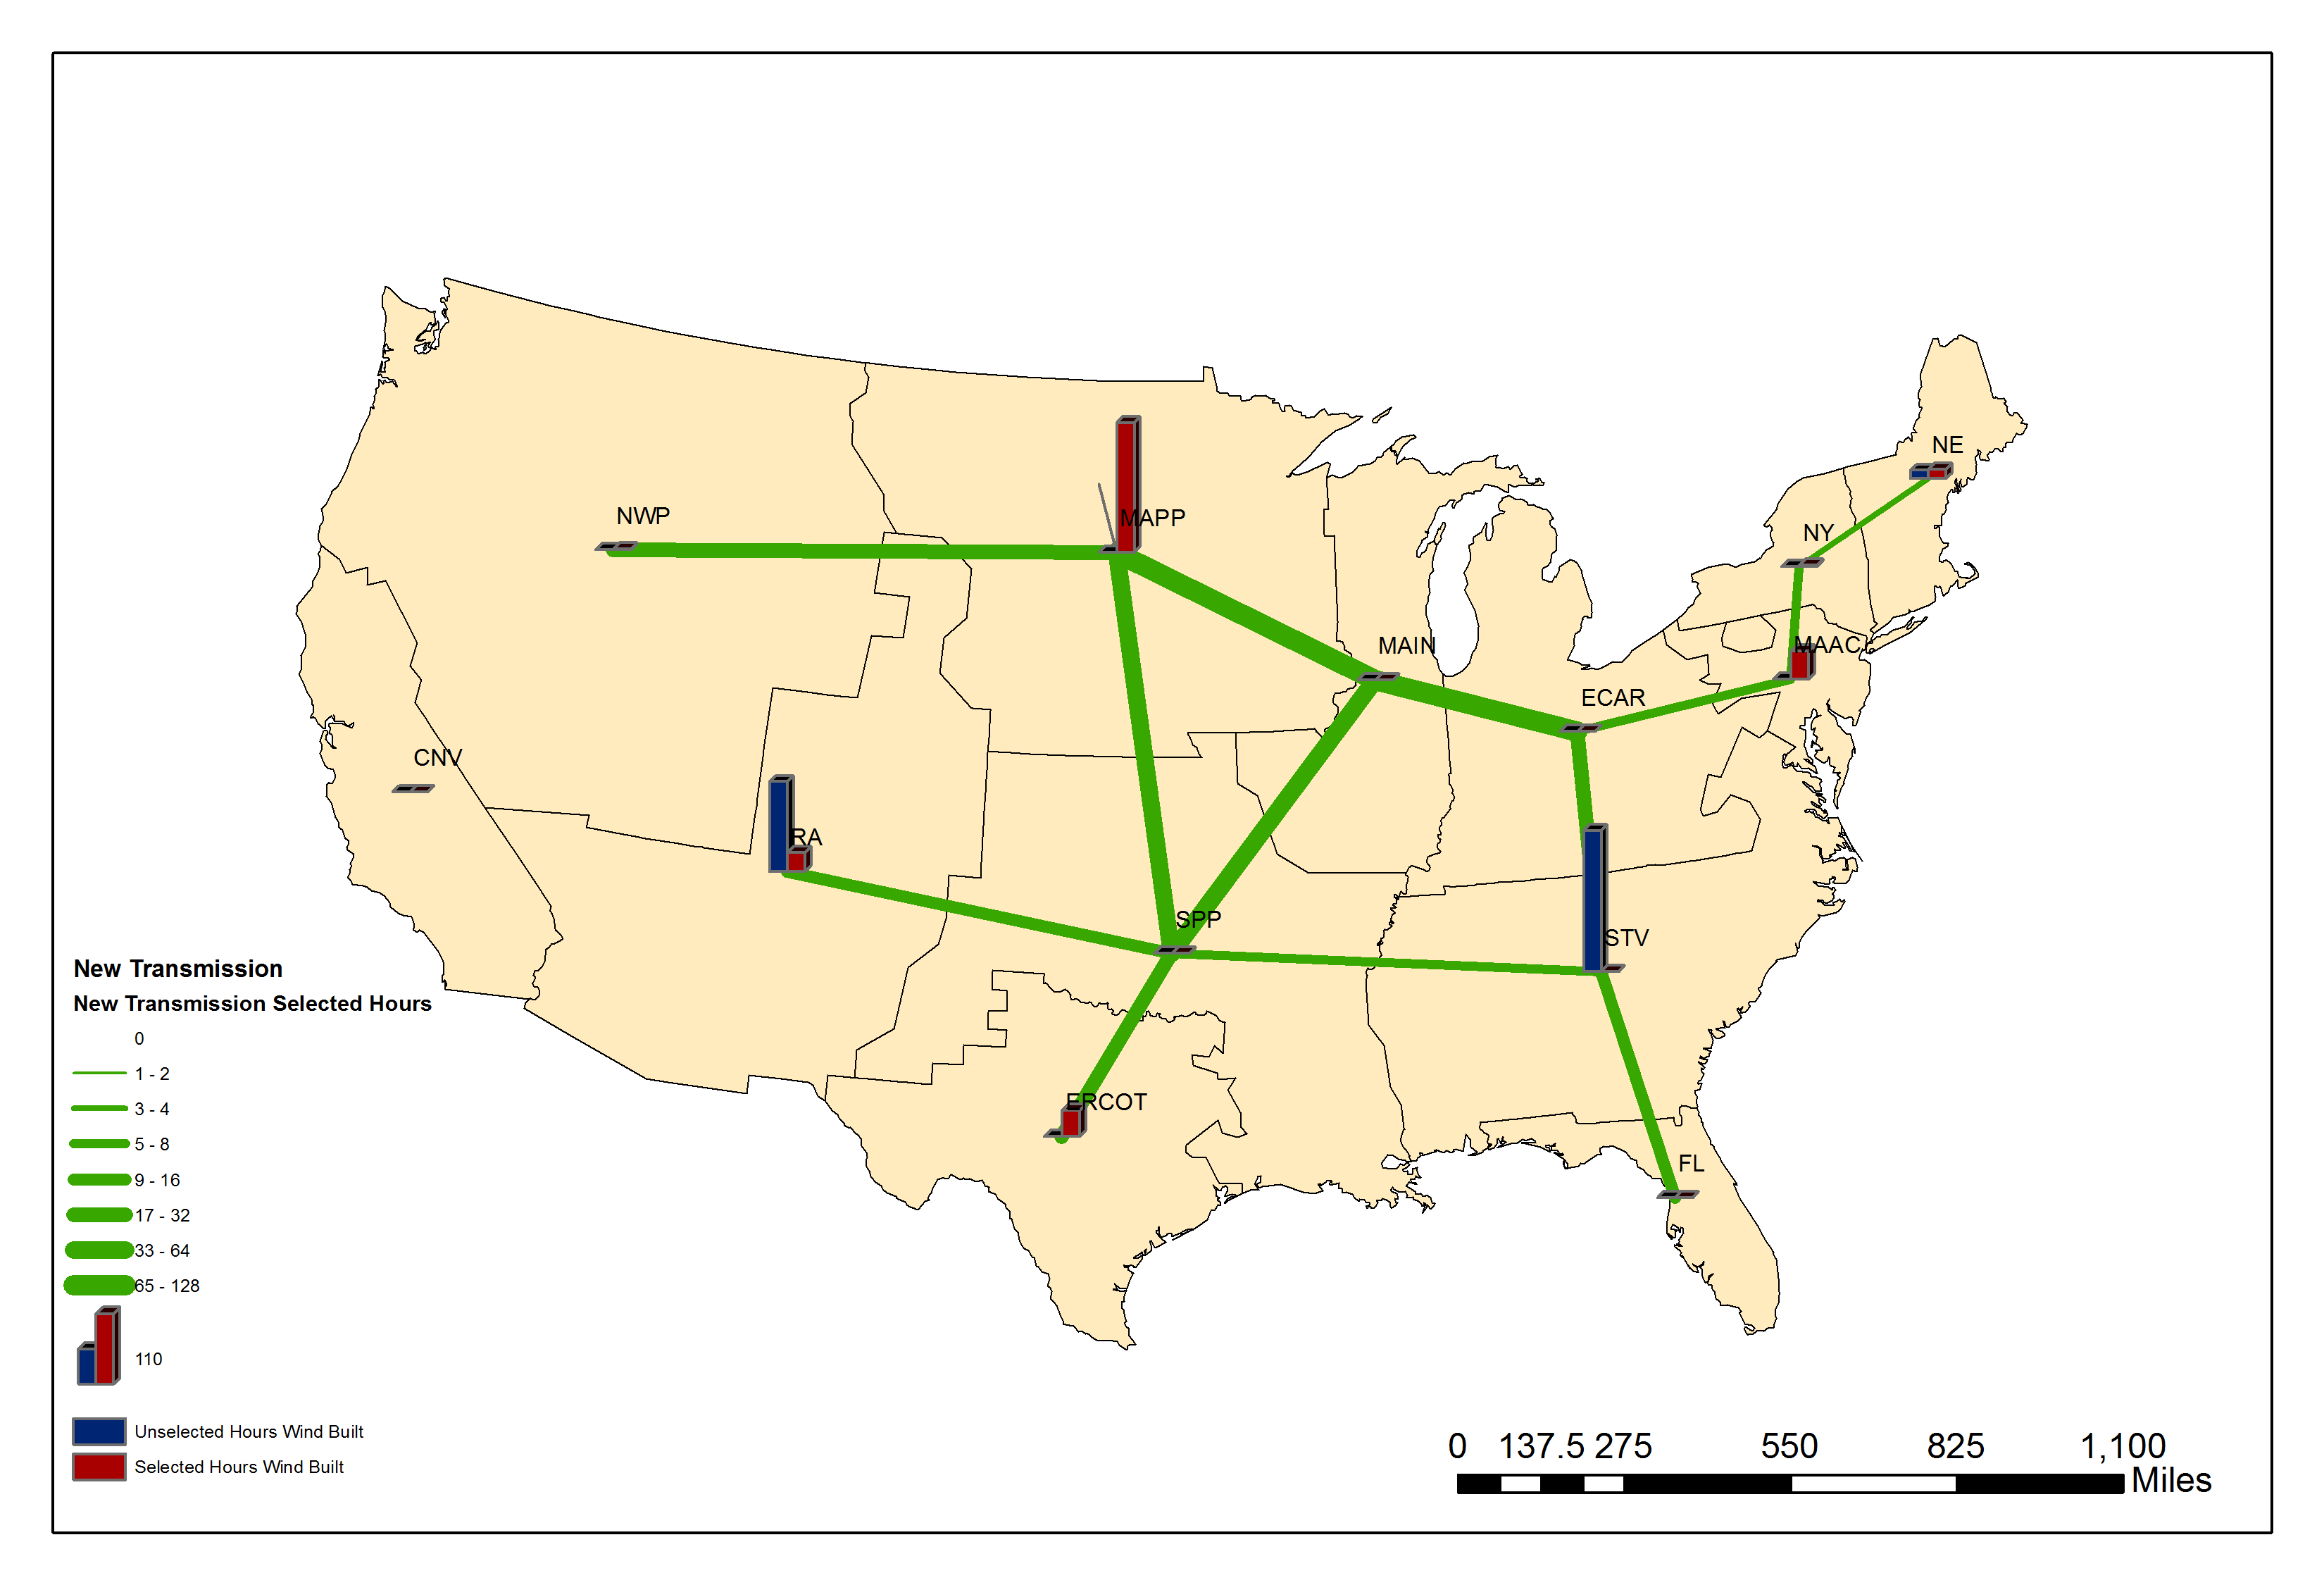 NE
NWP
MAPP
NY
MAIN
MAAC
ECAR
CNV
RA
SPP
STV
ERCOT
FL
New Transmission
New Transmission Selected Hours
0
1 - 2
3 - 4
5 - 8
9 - 16
17 - 32
33 - 64
65 - 128
110
Unselected Hours Wind Built
Selected Hours Wind Built
0 137.5 275 550 825 1,100
Miles